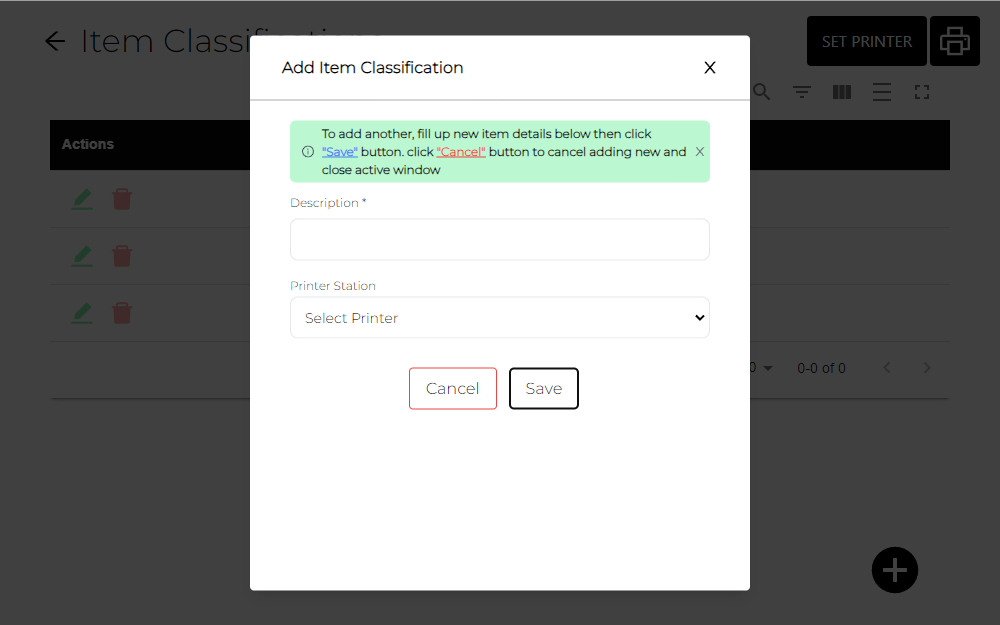 Item Classifications
SET PRINTER
Add Item Classification
X
Actions
To add another, fill up new item details below then click
"Save" button. click "Cancel" button to cancel adding new and
close active window
Description *
Printer Station
Select Printer
0-0 of 0
Cancel
Save